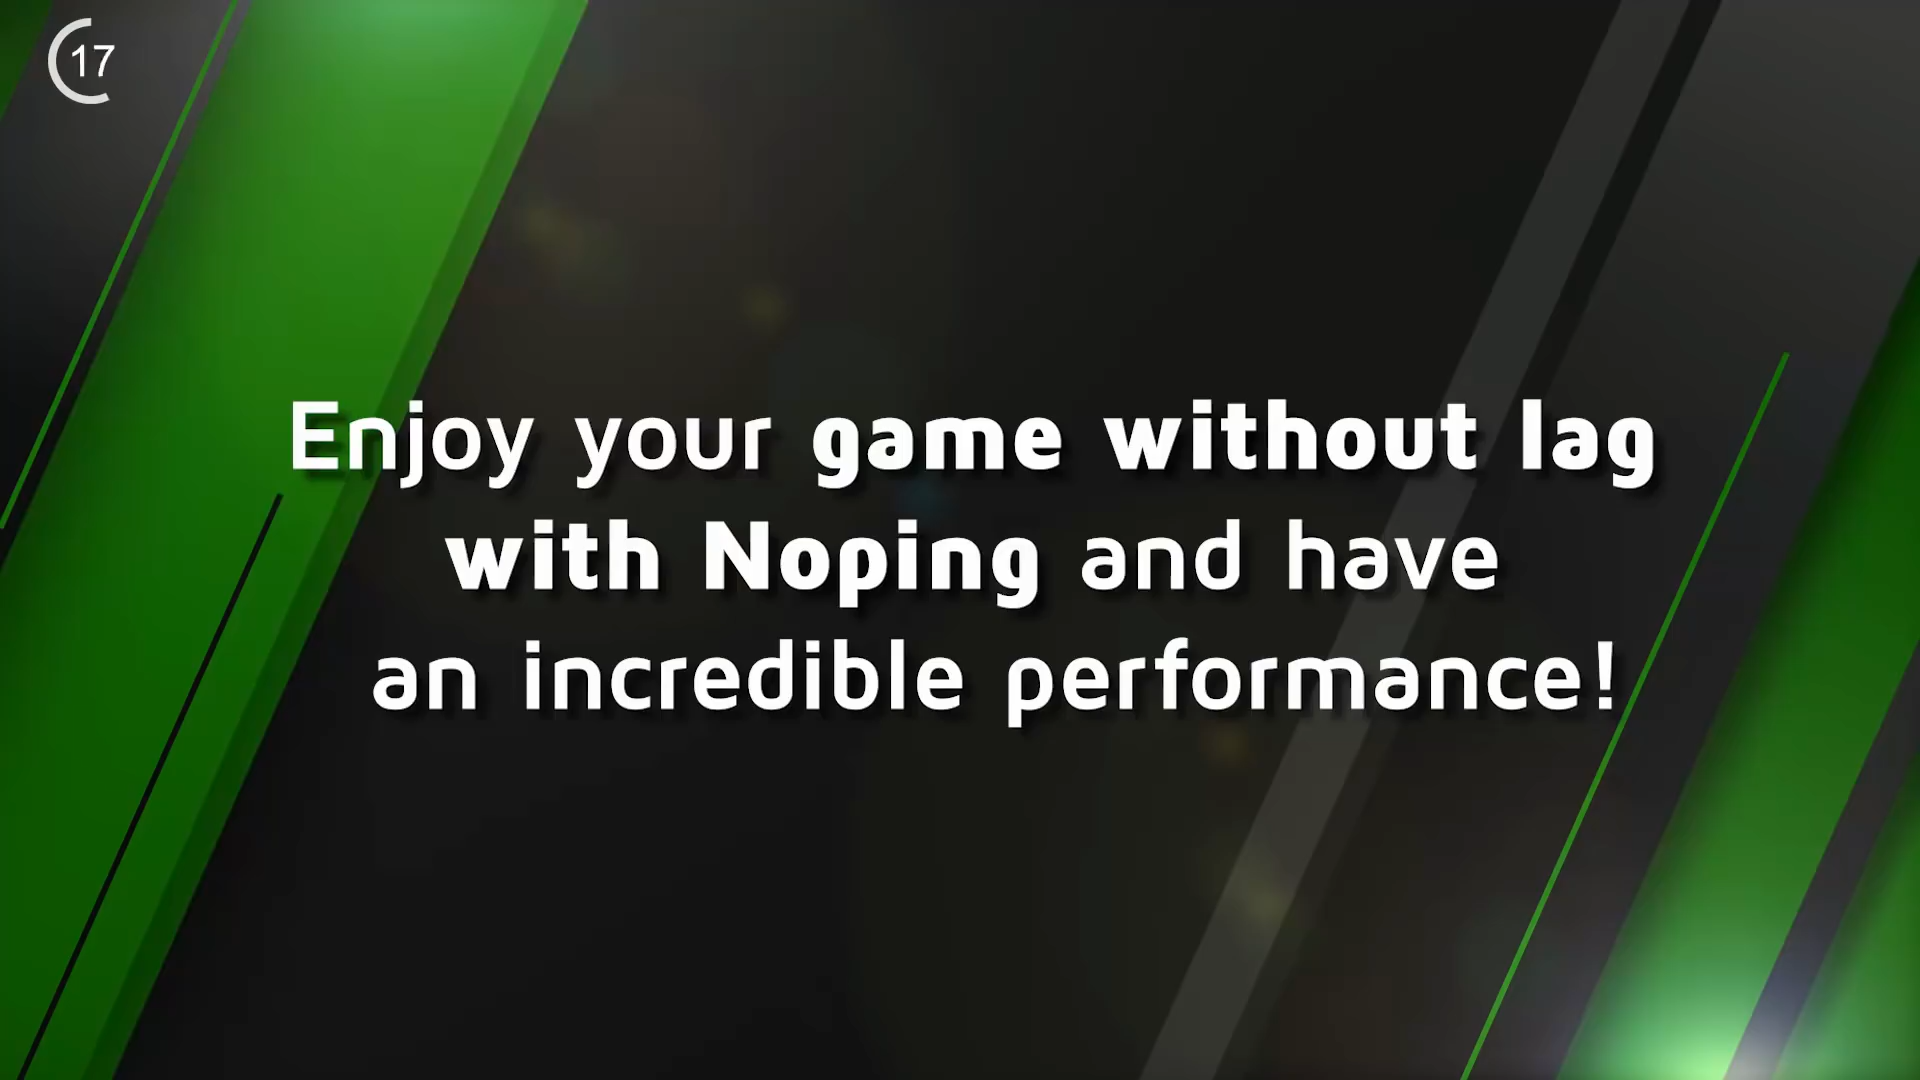 17
Enjoy your game without lag
with Noping and have
an incredible performance!